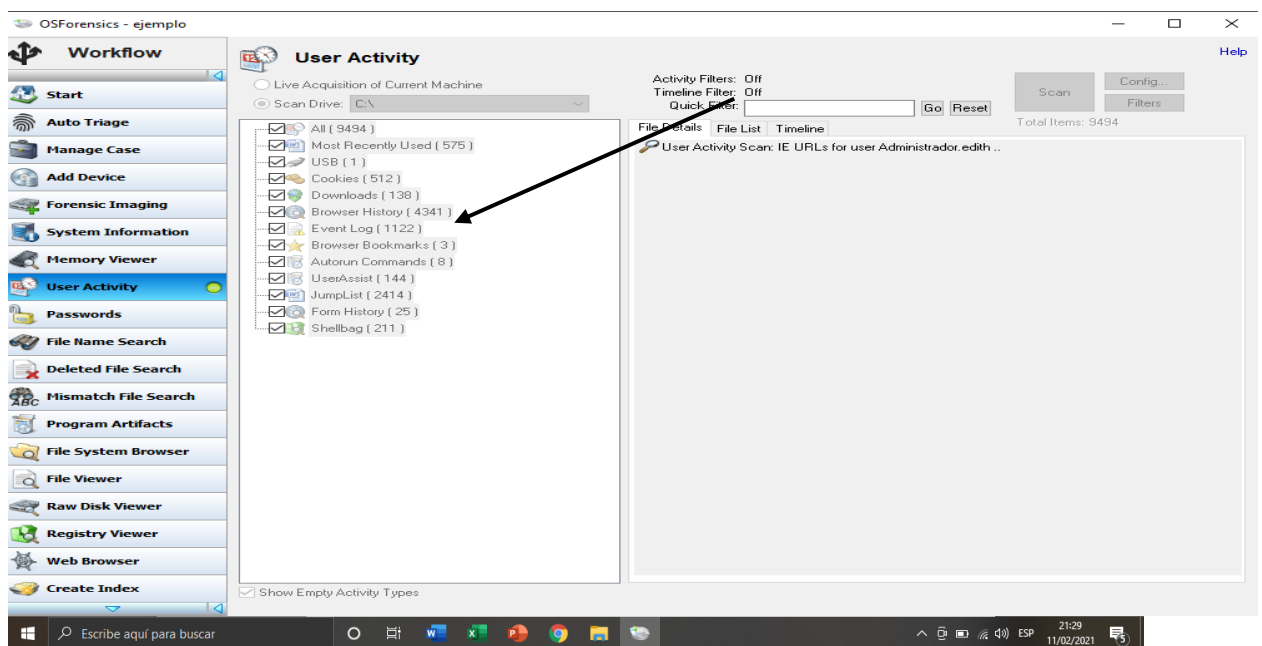 OSForensics - ejemplo
Workflow
Start
Auto Triage
Manage Case
Add Device
Forensic Imaging
System Information
Memory Viewer
User Activity
Passwords
File Name Search
Deleted File Search
Mismatch File Search
Program Artifacts
File System Browser
File Viewer
Raw Disk Viewer
Registry Viewer
Web Browser
Create Index
User Activity
Help
Live Acquisition of Current Machine
Scan Drive: C:\
Activity Filters: Off
Timeline Filter: Off
Quick Filter:
Go Reset
Scan
Config...
Filters
Total Items: 9494
All ( 9494 )
Most Recently Used ( 575 )
USB ( 1 )
Cookies ( 512 )
Downloads ( 138 )
Browser History ( 4341 )
Event Log ( 1122 )
Browser Bookmarks ( 3 )
Autorun Commands ( 8 )
UserAssist ( 144 )
JumpList ( 2414 )
Form History ( 25 )
Shellbag ( 211 )
File Details File List Timeline
User Activity Scan: IE URLs for user Administrador.edith ..
Show Empty Activity Types
Escribe aquí para buscar
ESP
21:29
11/02/2021
5